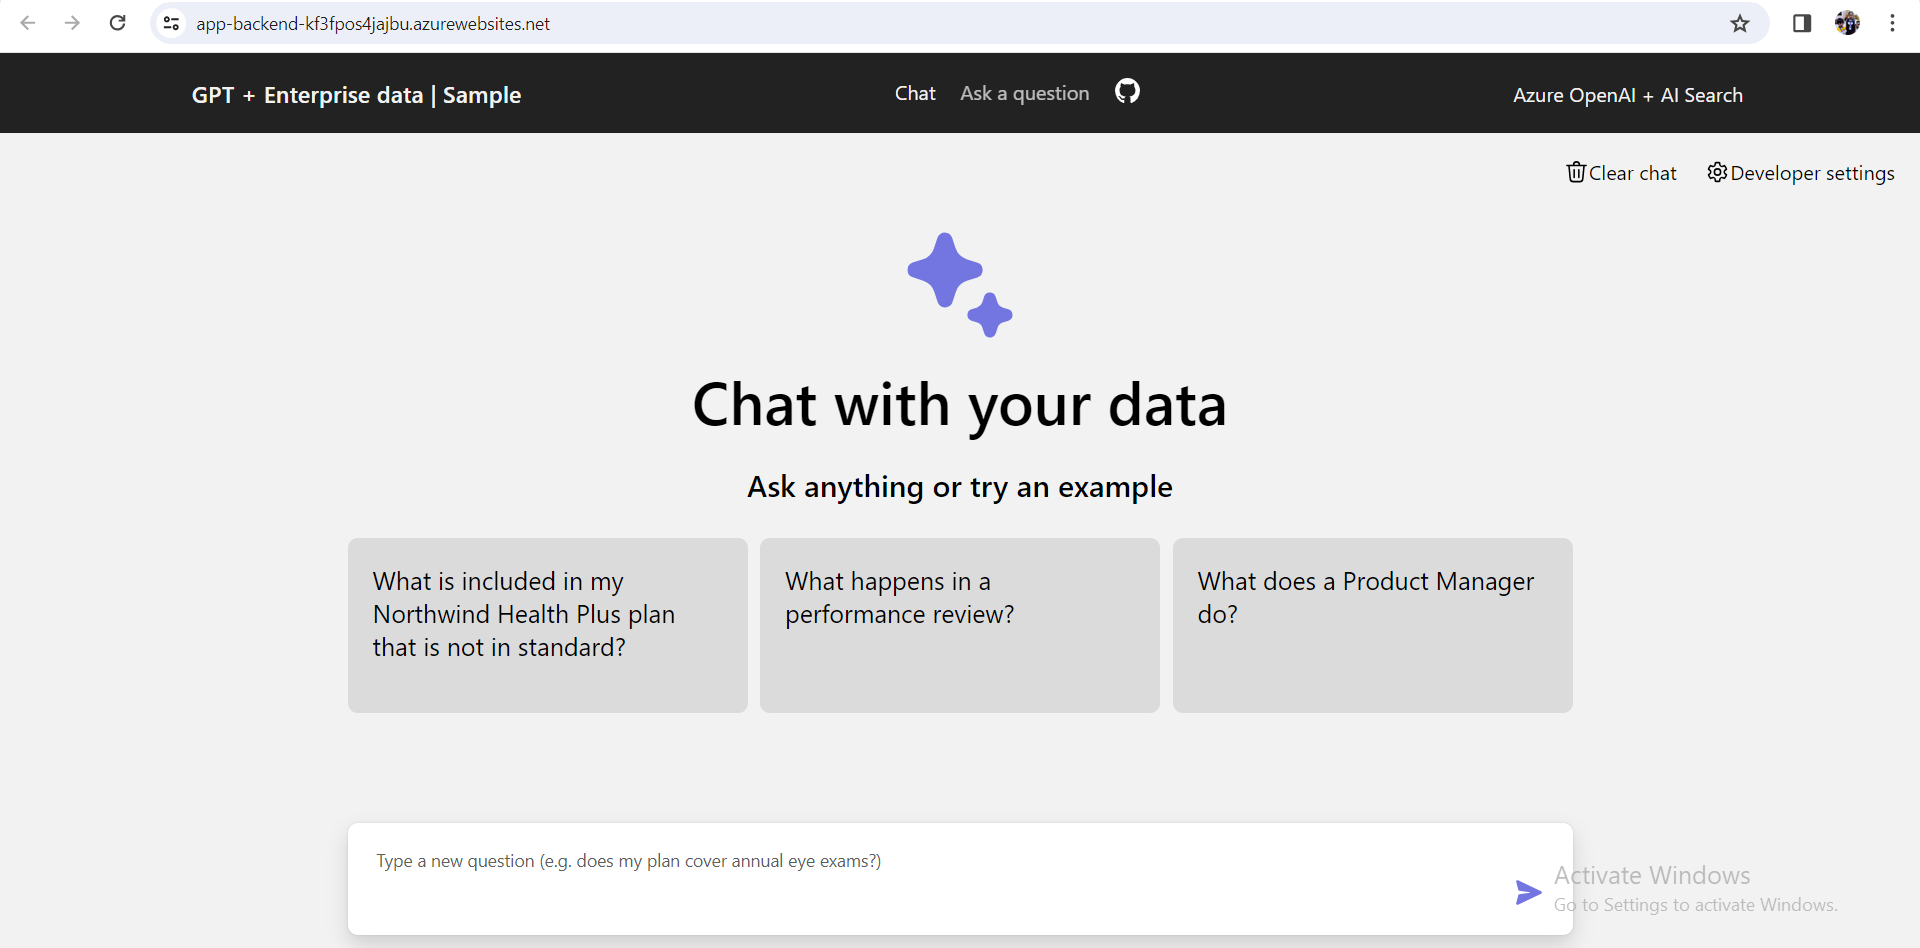 app-backend-kf3fpos4jajbu.azurewebsites.net
GPT + Enterprise data | Sample
Chat
Ask a question
Azure OpenAI + AI Search
Clear chat
Developer settings
Chat with your data
Ask anything or try an example
What is included in my
Northwind Health Plus plan
that is not in standard?
What happens in a
performance review?
What does a Product Manager
do?
Type a new question (e.g. does my plan cover annual eye exams?)
Activate Windows
Go to Settings to activate Windows.